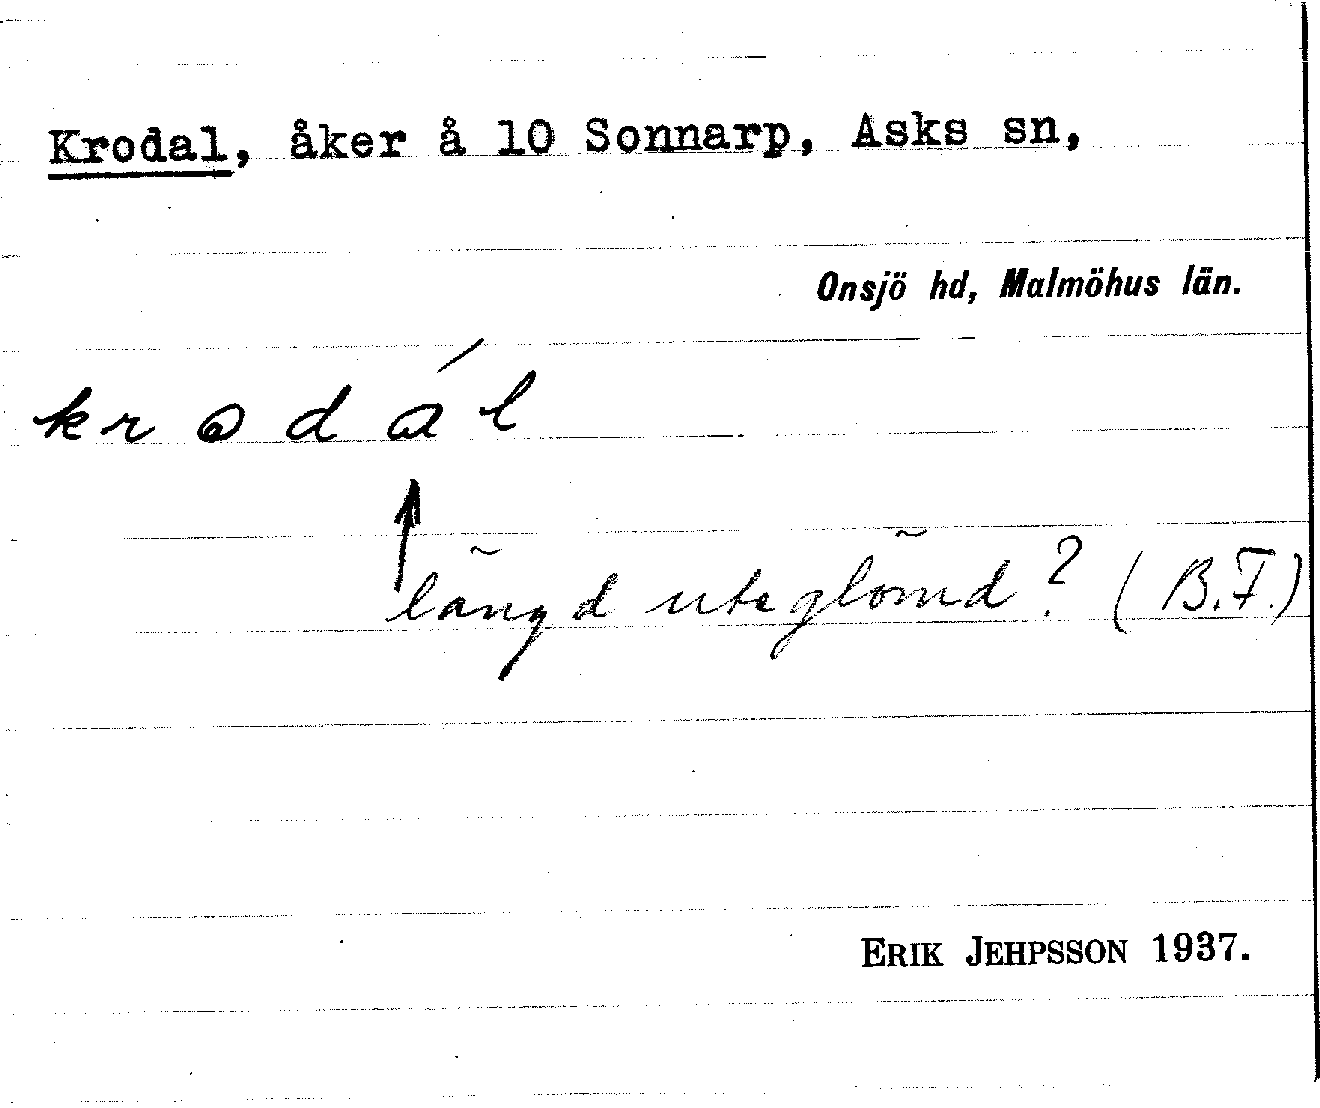 Krodal, åker å 10 Sonnarp, Asks sn,
Onsjö hd, Malmöhus län.
krodál
längd uteglömd? (B.F.)
ERIK JEHPSSON 1937.